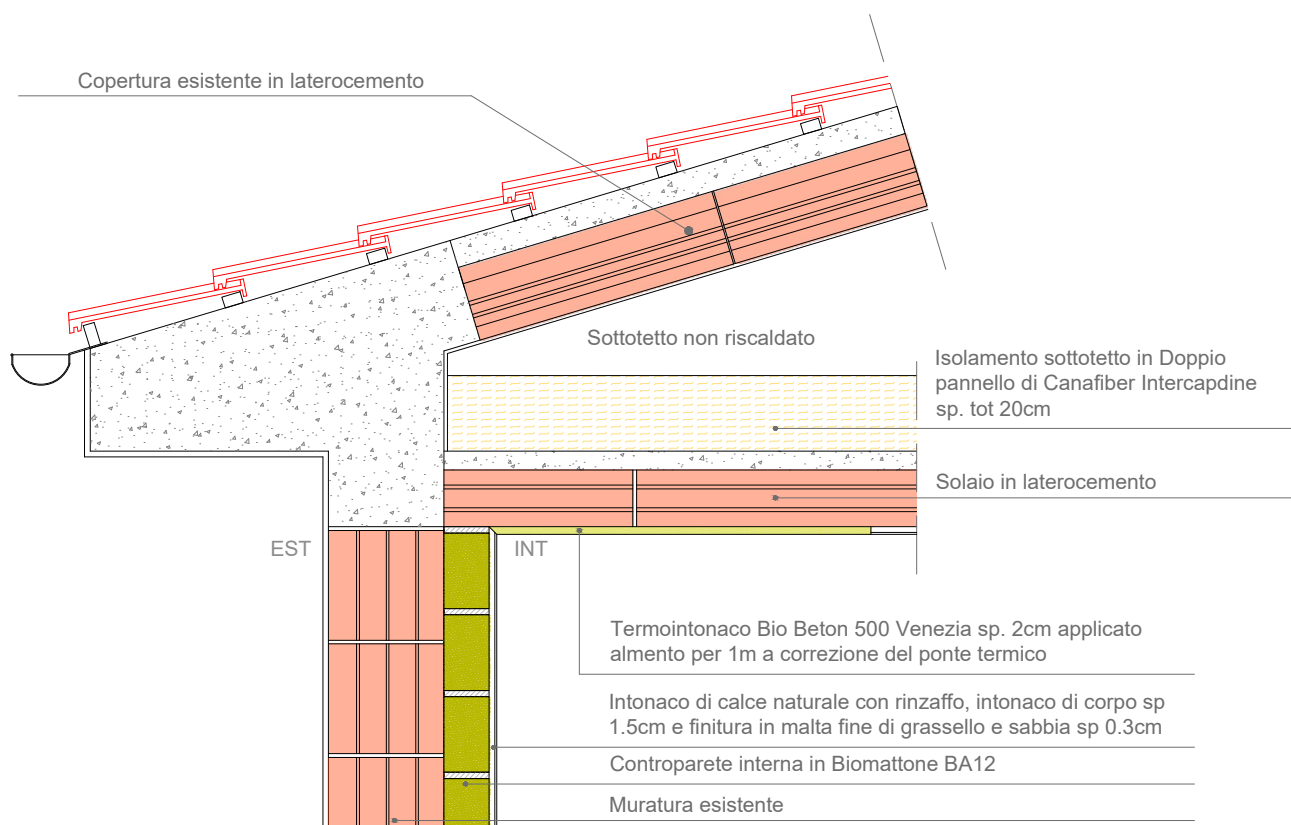 Copertura esistente in laterocemento
Sottotetto non riscaldato
Isolamento sottotetto in Doppio
pannello di Canafiber Intercapdine
sp. tot 20cm
Solaio in laterocemento
EST
INT
Termointonaco Bio Beton 500 Venezia sp. 2cm applicato
almento per 1m a correzione del ponte termico
Intonaco di calce naturale con rinzaffo, intonaco di corpo sp
1.5cm e finitura in malta fine di grassello e sabbia sp 0.3cm
Controparete interna in Biomattone BA12
Muratura esistente